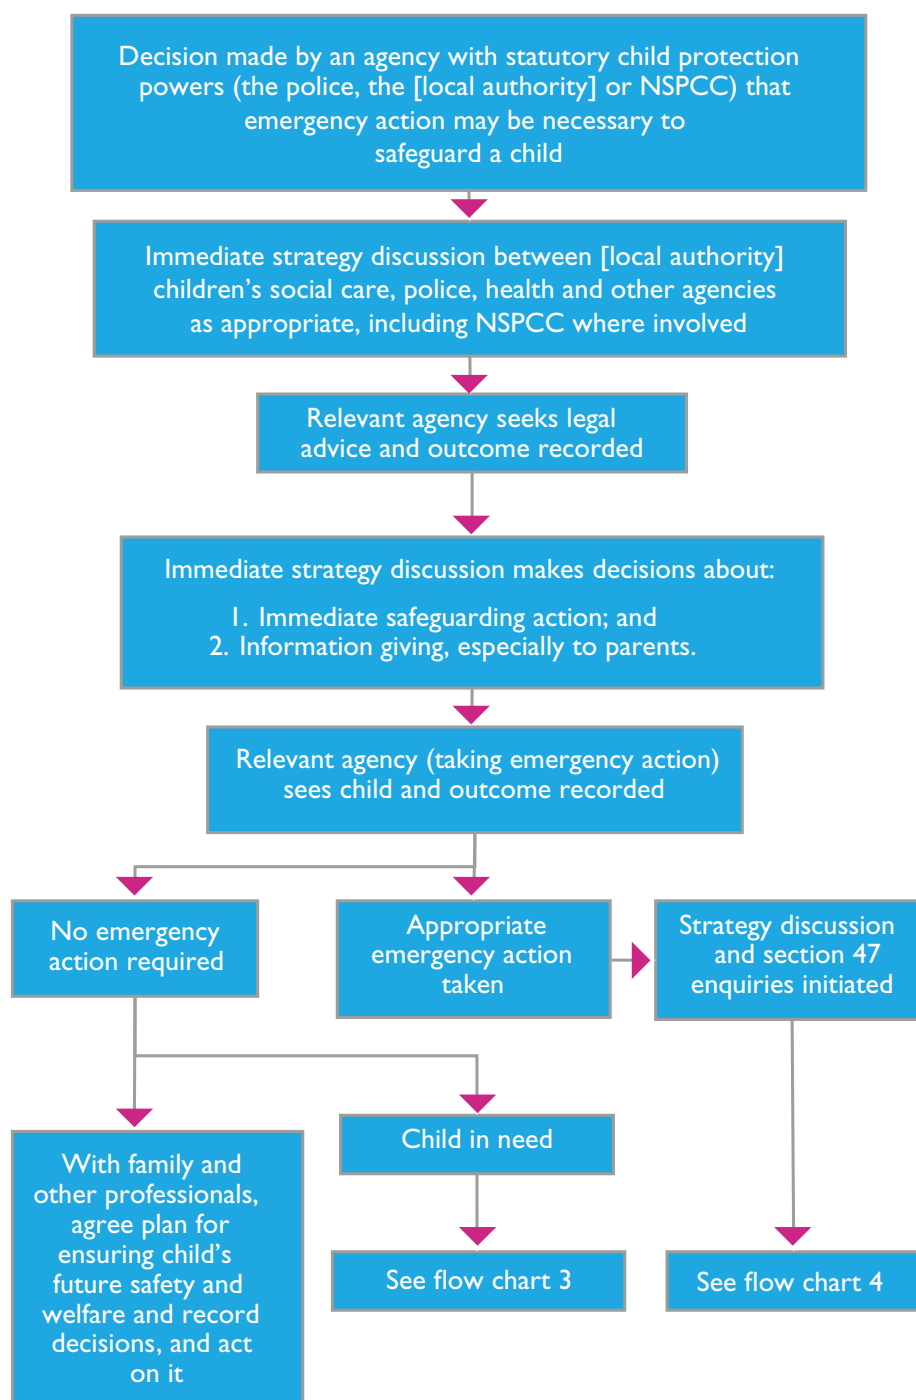 Decision made by an agency with statutory child protection
powers (the police, the [local authority] or NSPCC) that
emergency action may be necessary to
safeguard a child
Immediate strategy discussion between [local authority]
children’s social care, police, health and other agencies
as appropriate, including NSPCC where involved
Relevant agency seeks legal
advice and outcome recorded
Immediate strategy discussion makes decisions about:
1. Immediate safeguarding action; and
2. Information giving, especially to parents.
Relevant agency (taking emergency action)
sees child and outcome recorded
No emergency
action required
Appropriate
emergency action
taken
Strategy discussion
and section 47
enquiries initiated
With family and
other professionals,
agree plan for
ensuring child’s
future safety and
welfare and record
decisions, and act
on it
Child in need
See flow chart 3
See flow chart 4